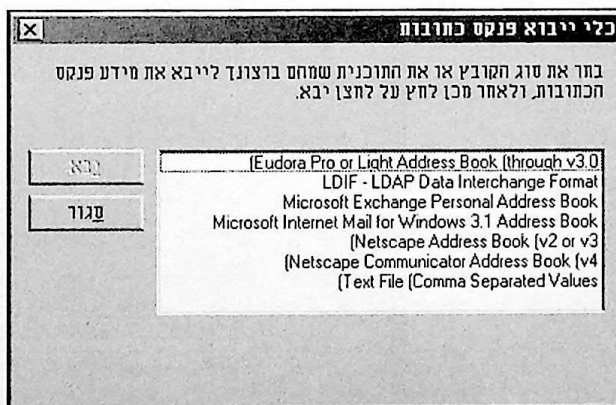 כלי ייבוא פנקס כתובות
בחר את סוג הקובץ או את התוכנית שמהם ברצונך לייבא את מידע פנקס
הכתובות, ולאחר מכן לחץ על לחצן יבא.
Eudora Pro or Light Address Book (through v3.0)
LDIF - LDAP Data Interchange Format
Microsoft Exchange Personal Address Book
Microsoft Internet Mail for Windows 3.1 Address Book
Netscape Address Book (v2 or v3)
Netscape Communicator Address Book (v4)
Text File (Comma Separated Values)
יבא
סגור